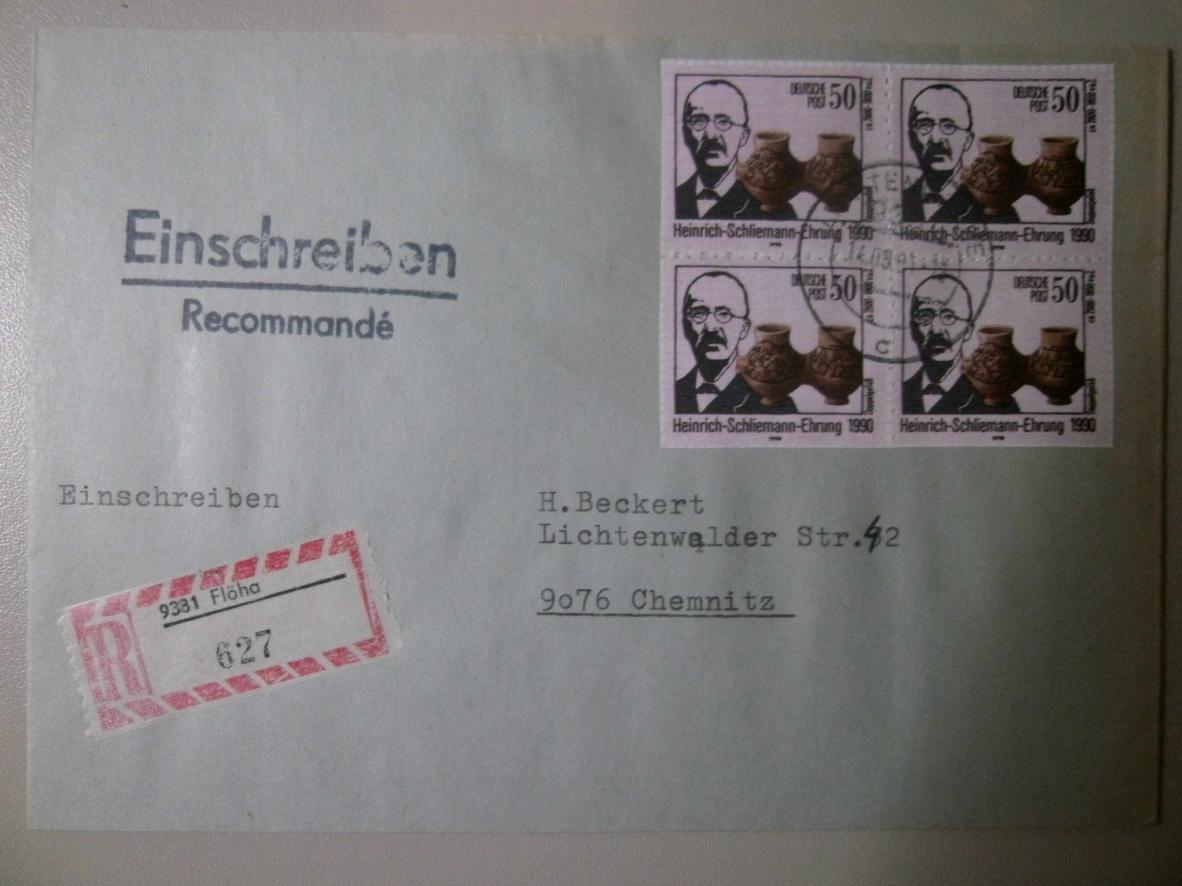 Einschreiben
Recommandé
DEUTSCHE
POST 50
Heinrich-Schliemann-Ehrung 1990
DEUTSCHE
POST 50
Heinrich-Schliemann-Ehrung 1990
DEUTSCHE
POST 50
Heinrich-Schliemann-Ehrung 1990
DEUTSCHE
POST 50
Heinrich-Schliemann-Ehrung 1990
Einschreiben
H.Beckert
Lichtenwalder Str.42
9o76 Chemnitz
R
9331 Flöha
627